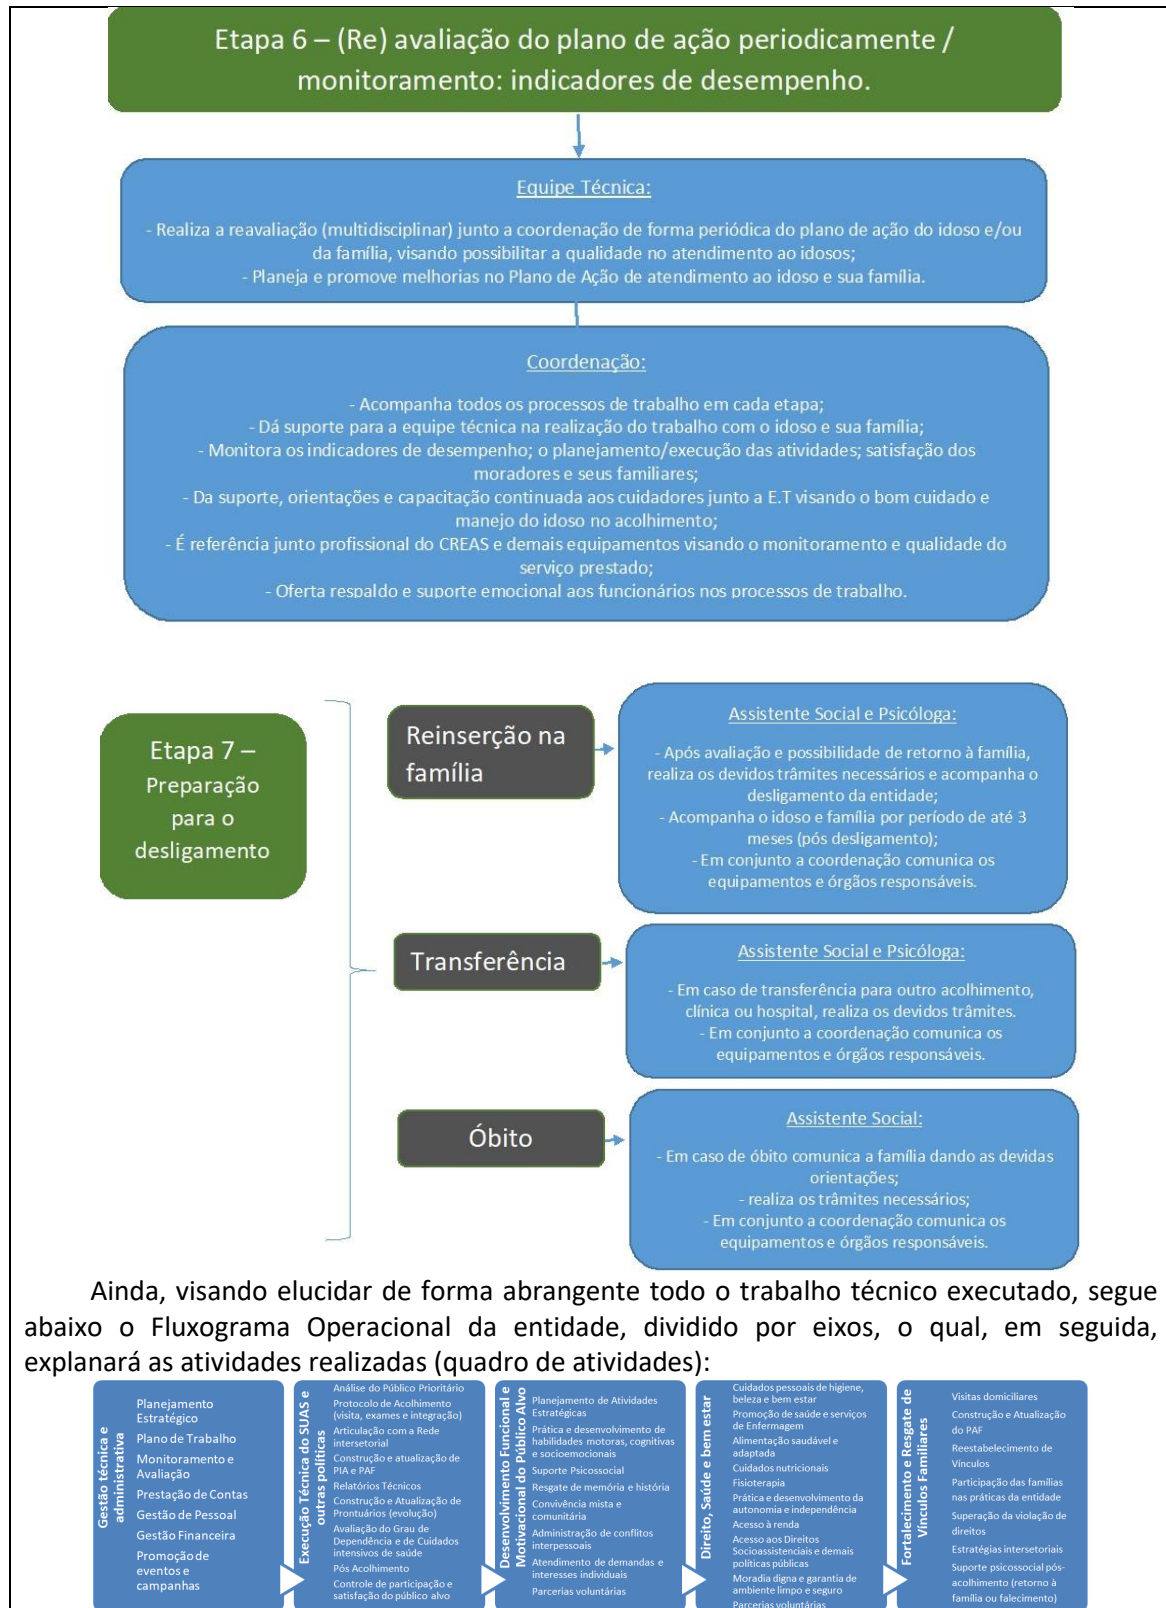 Etapa 6 – (Re) avaliação do plano de ação periodicamente /
monitoramento: indicadores de desempenho.
Equipe Técnica:
- Realiza a reavaliação (multidisciplinar) junto a coordenação de forma periódica do plano de ação do idoso e/ou
da família, visando possibilitar a qualidade no atendimento ao idosos;
- Planeja e promove melhorias no Plano de Ação de atendimento ao idoso e sua família.
Coordenação:
- Acompanha todos os processos de trabalho em cada etapa;
- Dá suporte para a equipe técnica na realização do trabalho com o idoso e sua família;
- Monitora os indicadores de desempenho; o planejamento/execução das atividades; satisfação dos
moradores e seus familiares;
- Da suporte, orientações e capacitação continuada aos cuidadores junto a E.T visando o bom cuidado e
manejo do idoso no acolhimento;
- É referência junto profissional do CREAS e demais equipamentos visando o monitoramento e qualidade do
serviço prestado;
- Oferta respaldo e suporte emocional aos funcionários nos processos de trabalho.
Etapa 7 –
Preparação
para o
desligamento
Reinserção na
família
Assistente Social e Psicóloga:
- Após avaliação e possibilidade de retorno à família,
realiza os devidos trâmites necessários e acompanha o
desligamento da entidade;
- Acompanha o idoso e família por período de até 3
meses (pós desligamento);
- Em conjunto a coordenação comunica os
equipamentos e órgãos responsáveis.
Transferência
Assistente Social e Psicóloga:
- Em caso de transferência para outro acolhimento,
clínica ou hospital, realiza os devidos trâmites.
- Em conjunto a coordenação comunica os
equipamentos e órgãos responsáveis.
Óbito
Assistente Social:
- Em caso de óbito comunica a família dando as devidas
orientações;
- realiza os trâmites necessários;
- Em conjunto a coordenação comunica os
equipamentos e órgãos responsáveis.
Ainda, visando elucidar de forma abrangente todo o trabalho técnico executado, segue
abaixo o Fluxograma Operacional da entidade, dividido por eixos, o qual, em seguida,
explanará as atividades realizadas (quadro de atividades):
Gestão técnica e
administrativa
Planejamento
Estratégico
Plano de Trabalho
Monitoramento e
Avaliação
Prestação de Contas
Gestão de Pessoal
Gestão Financeira
Promoção de
eventos e
campanhas
Execução Técnica do SUAS e
outras políticas
Análise do Público Prioritário
Protocolo de Acolhimento
(visita, exames e integração)
Articulação com a Rede
intersetorial
Construção e atualização de
PIA e PAF
Relatórios Técnicos
Construção e Atualização de
Prontuários (evolução)
Avaliação do Grau de
Dependência e de Cuidados
intensivos de saúde
Pós Acolhimento
Controle de participação e
satisfação do público alvo
Desenvolvimento Funcional e
Motivacional do Público Alvo
Planejamento de Atividades
Estratégicas
Prática e desenvolvimento de
habilidades motoras, cognitivas
e socioemocionais
Suporte Psicossocial
Resgate de memória e história
Convivência mista e
comunitária
Administração de conflitos
interpessoais
Atendimento de demandas e
interesses individuais
Parcerias voluntárias
Direito, Saúde e bem estar
Cuidados pessoais de higiene,
beleza e bem estar
Promoção de saúde e serviços
de Enfermagem
Alimentação saudável e
adaptada
Cuidados nutricionais
Fisioterapia
Prática e desenvolvimento da
autonomia e independência
Acesso à renda
Acesso aos Direitos
Socioassistenciais e demais
políticas públicas
Moradia digna e garantia de
ambiente limpo e seguro
Parcerias voluntárias
Fortalecimento e Resgate de
Vínculos Familiares
Visitas domiciliares
Construção e Atualização
do PAF
Reestabelecimento de
Vínculos
Participação das famílias
nas práticas da entidade
Superação da violação de
direitos
Estratégias intersetoriais
Suporte psicossocial pós-
acolhimento (retorno à
família ou falecimento)